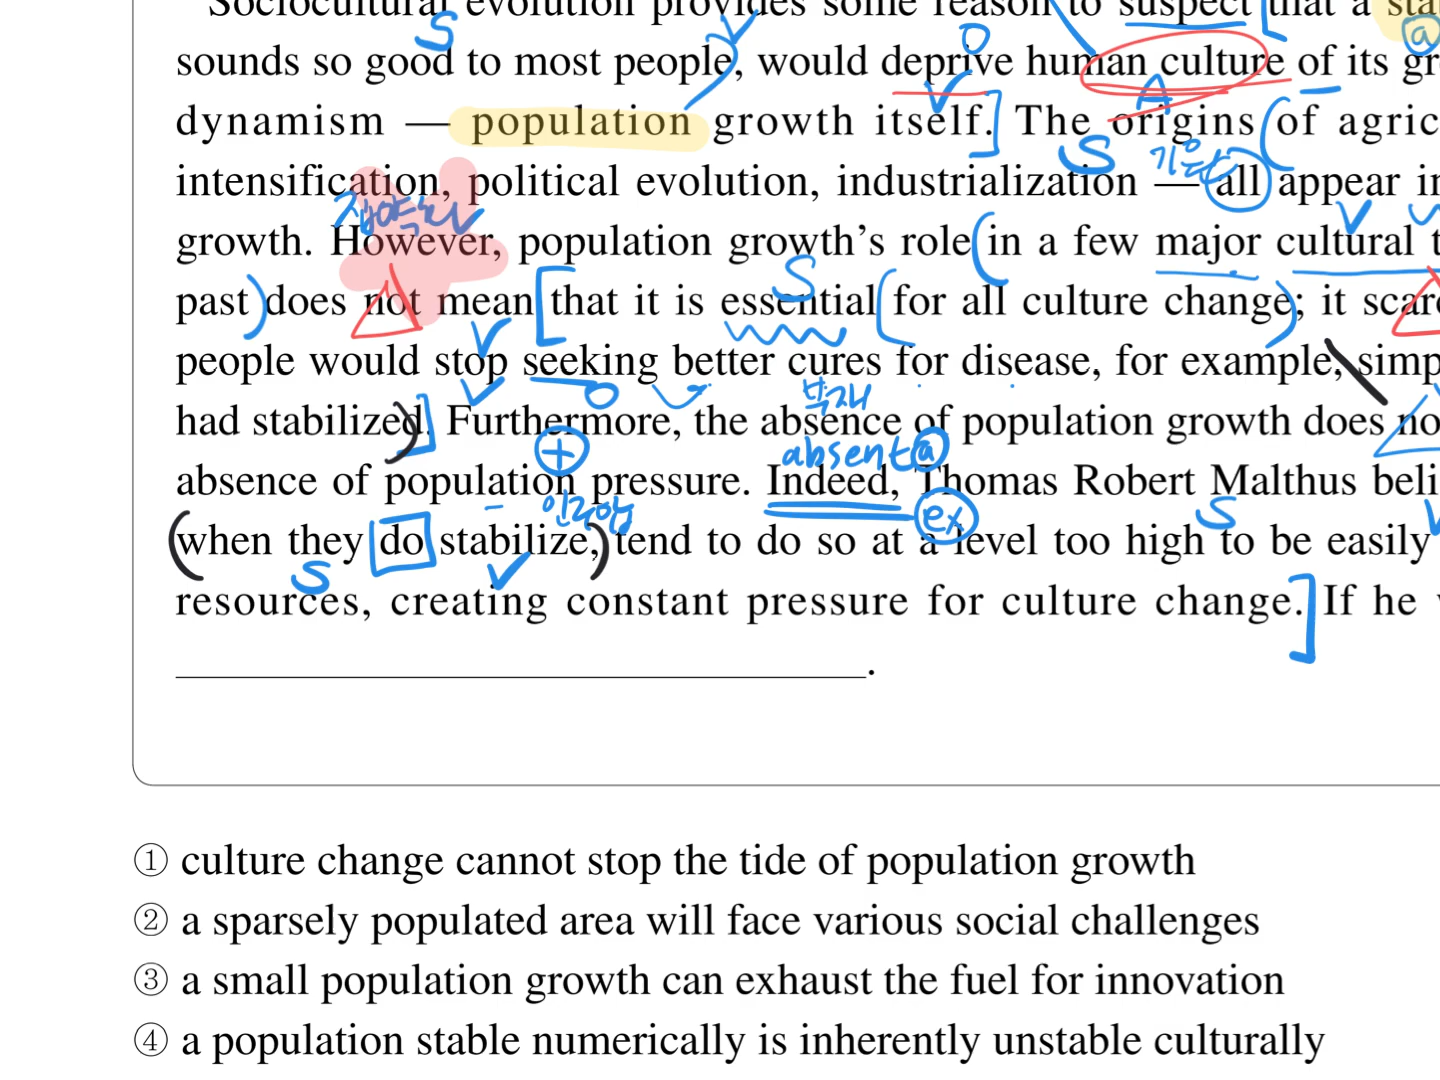 Sociocultural evolution provides some reason to suspect that a sta
sounds so good to most people, would deprive human culture of its gr
dynamism — population growth itself. The origins of agric
intensification, political evolution, industrialization — all appear in
growth. However, population growth's role in a few major cultural t
past does not mean that it is essential for all culture change; it scar
people would stop seeking better cures for disease, for example, simp
had stabilized. Furthermore, the absence of population growth does no
부재
absent ⓐ
absence of population pressure. Indeed, Thomas Robert Malthus beli
ex
when they do stabilize, tend to do so at a level too high to be easily
resources, creating constant pressure for culture change. If he
.
① culture change cannot stop the tide of population growth
② a sparsely populated area will face various social challenges
③ a small population growth can exhaust the fuel for innovation
④ a population stable numerically is inherently unstable culturally